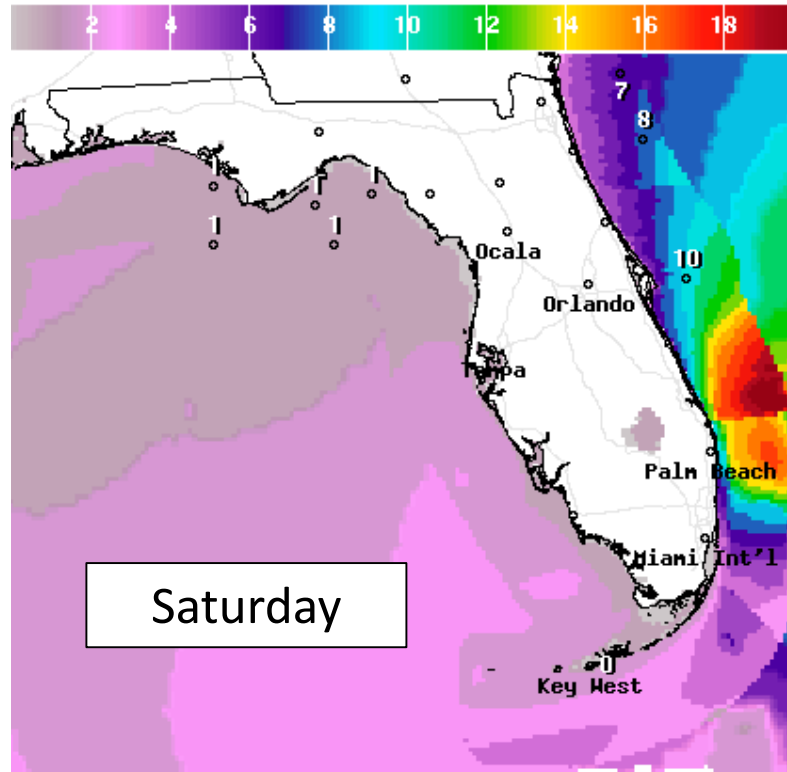 2 4 6 8 10 12 14 16 18
7
8
1 1 1
1 1
Ocala
10
Orlando
Tampa
Palm Beach
Miami Int'l
Saturday
0
Key West